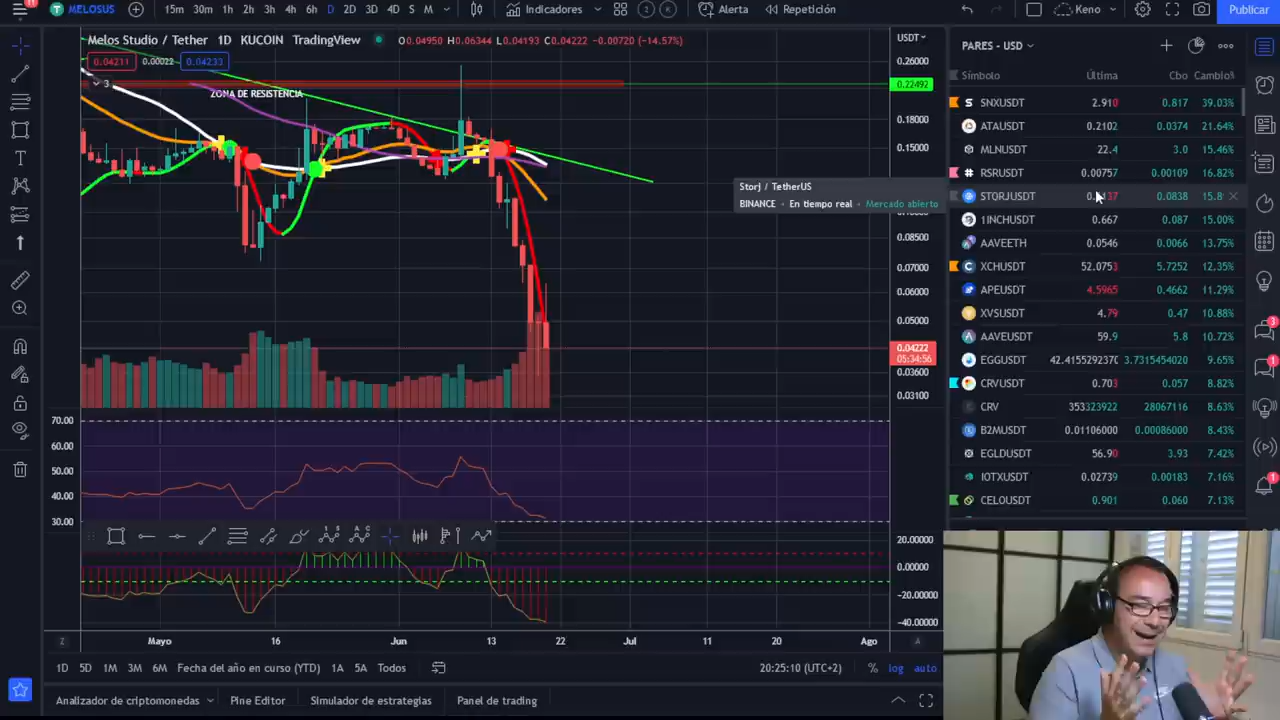 11
MELOSUS
15m 30m 1h 2h 3h 4h 6h D 2D 3D 4D S M
Indicadores
Alerta
Repetición
Keno
Publicar
Melos Studio / Tether 1D KUCOIN TradingView
O0.04950 H0.06344 L0.04193 C0.04222 −0.00720 (−14.57%)
0.04211 0.00022 0.04233
3
ZONA DE RESISTENCIA
USDT
0.26000
0.22492
0.18000
0.15000
0.08500
0.07000
0.06000
0.05000
0.04222
05:34:56
0.03600
0.03100
Storj / TetherUS
BINANCE • En tiempo real • Mercado abierto
70.00
60.00
50.00
40.00
30.00
20.00000
0.00000
−20.00000
−40.00000
Z Mayo 16 Jun 13 22 Jul 11 20 Ago A
1D 5D 1M 3M 6M Fecha del año en curso (YTD) 1A 5A Todos
20:25:10 (UTC+2) % log auto
Analizador de criptomonedas Pine Editor Simulador de estrategias Panel de trading
PARES - USD
Símbolo Última Cbo Cambio%
SNXUSDT 2.910 0.817 39.03%
ATAUSDT 0.2102 0.0374 21.64%
MLNUSDT 22.4 3.0 15.46%
RSRUSDT 0.00757 0.00109 16.82%
STORJUSDT 0.0838 15.8
1INCHUSDT 0.667 0.087 15.00%
AAVEETH 0.0546 0.0066 13.75%
XCHUSDT 52.0753 5.7252 12.35%
APEUSDT 4.5965 0.4662 11.29%
XVSUSDT 4.79 0.47 10.88%
AAVEUSDT 59.9 5.8 10.72%
EGGUSDT 42.415529237 3.7315454020 9.65%
CRVUSDT 0.703 0.057 8.82%
CRV 353323922 28067116 8.63%
B2MUSDT 0.01106000 0.00086000 8.43%
EGLDUSDT 56.90 3.93 7.42%
IOTXUSDT 0.02739 0.00183 7.16%
CELOUSDT 0.901 0.060 7.13%
3
1
1